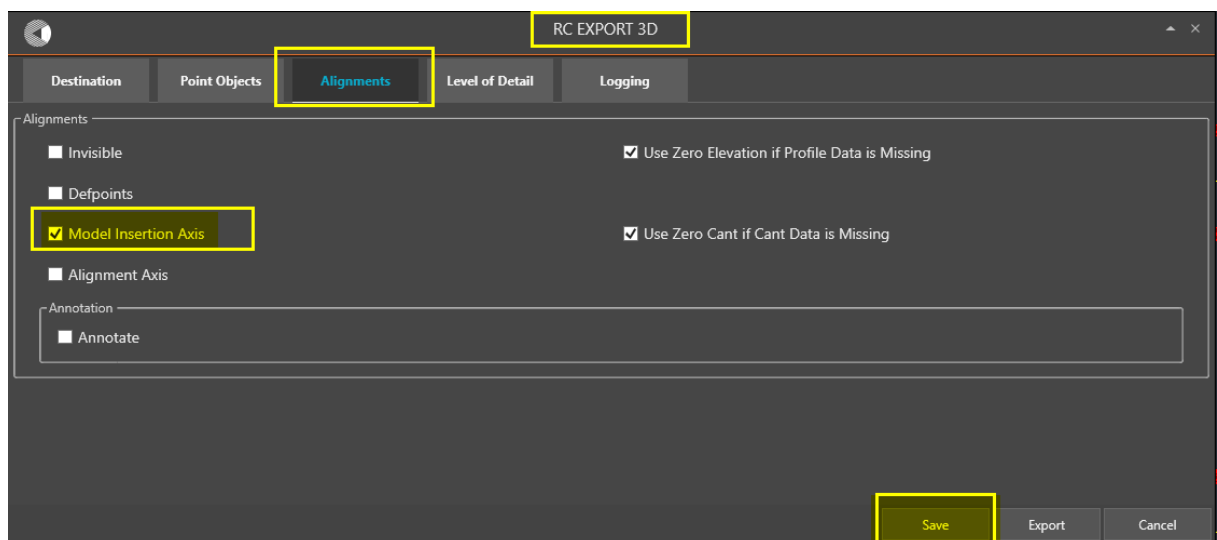 RC EXPORT 3D
Destination Point Objects Alignments Level of Detail Logging
Alignments
Invisible Use Zero Elevation if Profile Data is Missing
Defpoints
Model Insertion Axis Use Zero Cant if Cant Data is Missing
Alignment Axis
Annotation
Annotate
Save Export Cancel